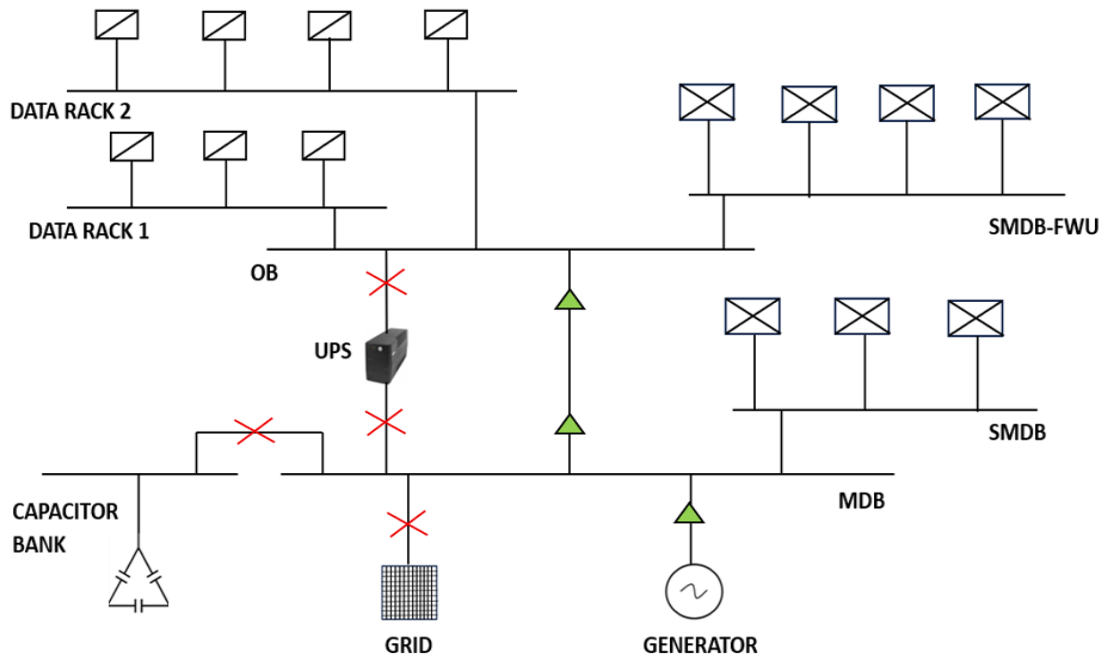 DATA RACK 2
DATA RACK 1
SMDB-FWU
OB
UPS
SMDB
CAPACITOR
BANK
MDB
GRID
GENERATOR